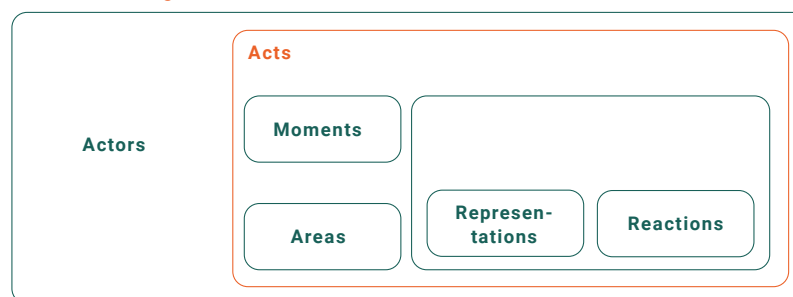 Acts
Moments
Actors
Represen-
tations
Reactions
Areas